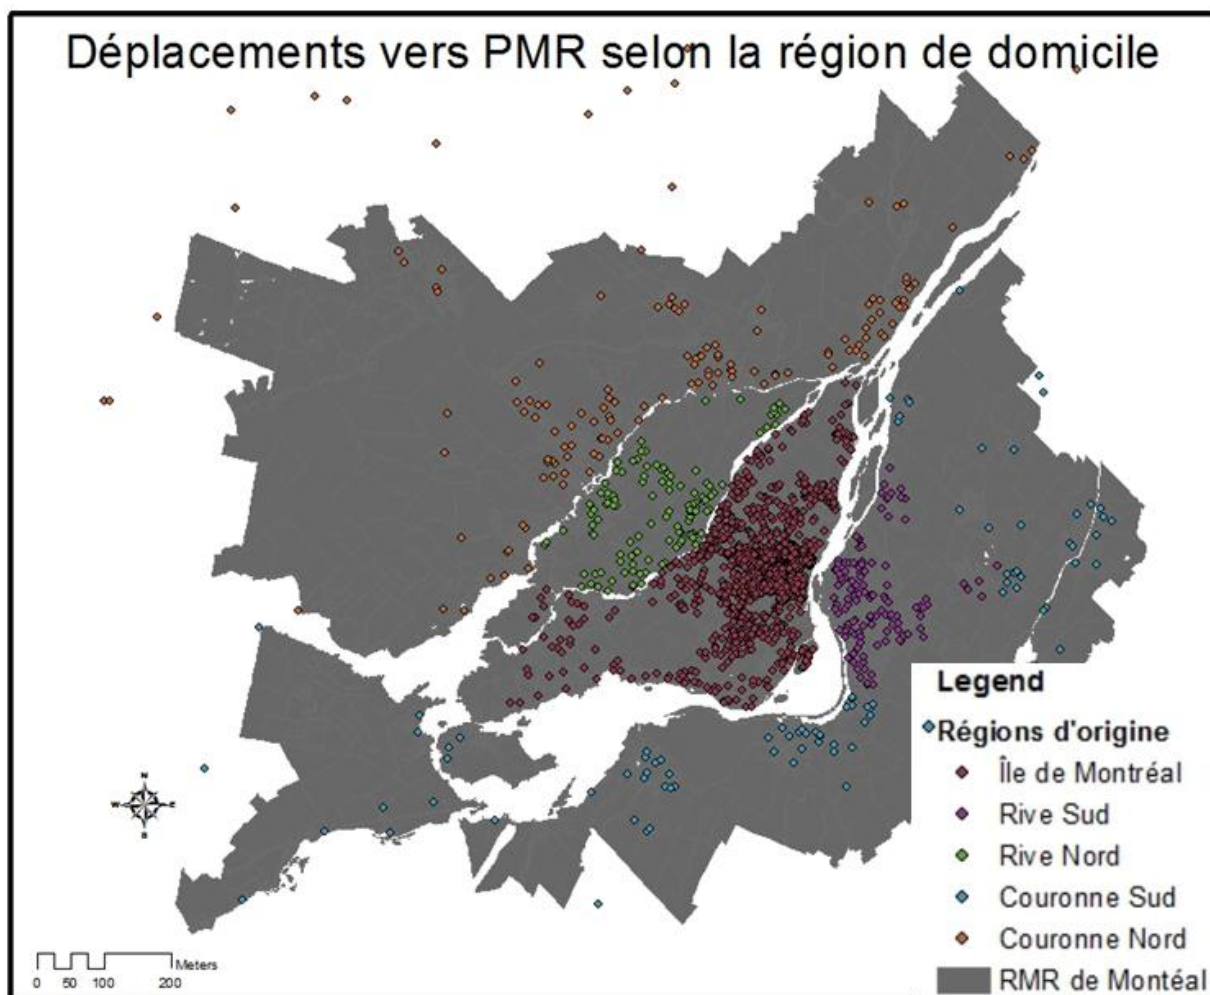 Déplacements vers PMR selon la région de domicile
Legend
Régions d'origine
Île de Montréal
Rive Sud
Rive Nord
Couronne Sud
Couronne Nord
RMR de Montéal
N
W E
S
Meters
0 50 100 200